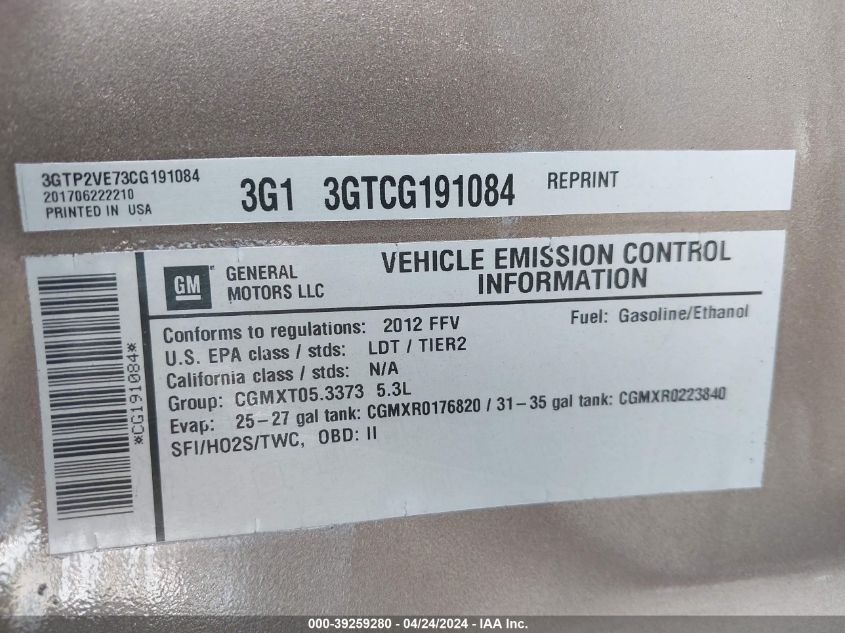 3GTP2VE73CG191084
201706222210
PRINTED IN USA
3G1 3GTCG191084 REPRINT
*CG191084*
GM GENERAL MOTORS LLC
VEHICLE EMISSION CONTROL
INFORMATION
Conforms to regulations: 2012 FFV
Fuel: Gasoline/Ethanol
U.S. EPA class / stds: LDT / TIER2
California class / stds: N/A
Group: CGMXT05.3373 5.3L
Evap: 25-27 gal tank: CGMXR0176820 / 31-35 gal tank: CGMXR0223840
SFI/HO2S/TWC, OBD: II
000-39259280 - 04/24/2024 - IAA Inc.